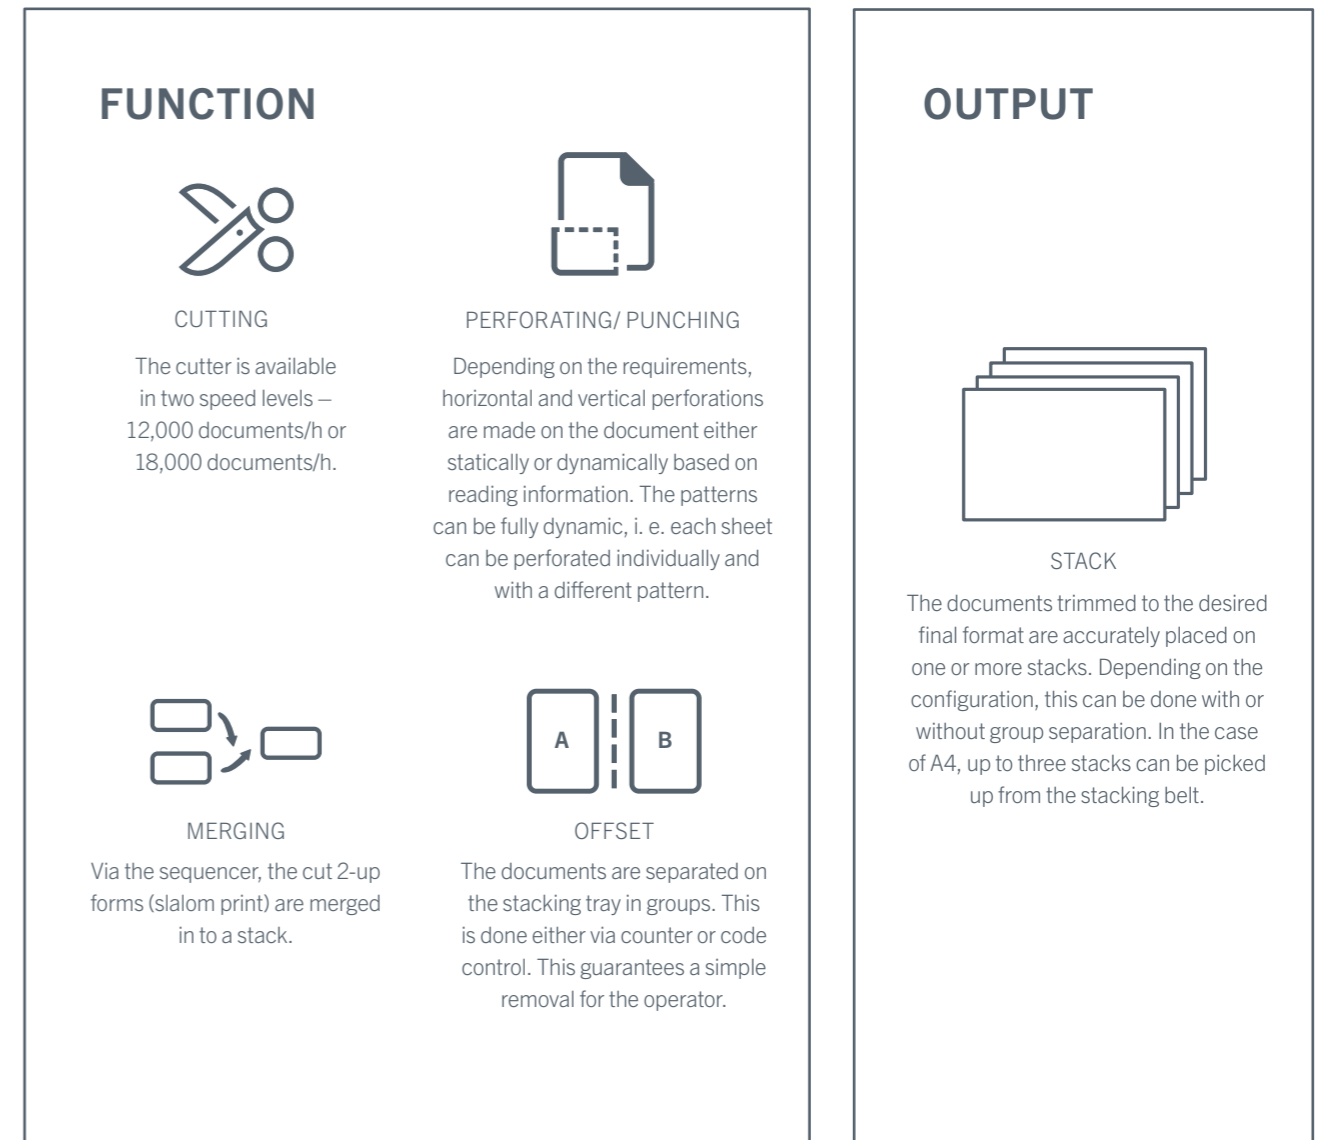 FUNCTION
CUTTING
The cutter is available
in two speed levels –
12,000 documents/h or
18,000 documents/h.
PERFORATING/ PUNCHING
Depending on the requirements,
horizontal and vertical perforations
are made on the document either
statically or dynamically based on
reading information. The patterns
can be fully dynamic, i. e. each sheet
can be perforated individually and
with a different pattern.
MERGING
Via the sequencer, the cut 2-up
forms (slalom print) are merged
in to a stack.
A
B
OFFSET
The documents are separated on
the stacking tray in groups. This
is done either via counter or code
control. This guarantees a simple
removal for the operator.
OUTPUT
STACK
The documents trimmed to the desired
final format are accurately placed on
one or more stacks. Depending on the
configuration, this can be done with or
without group separation. In the case
of A4, up to three stacks can be picked
up from the stacking belt.